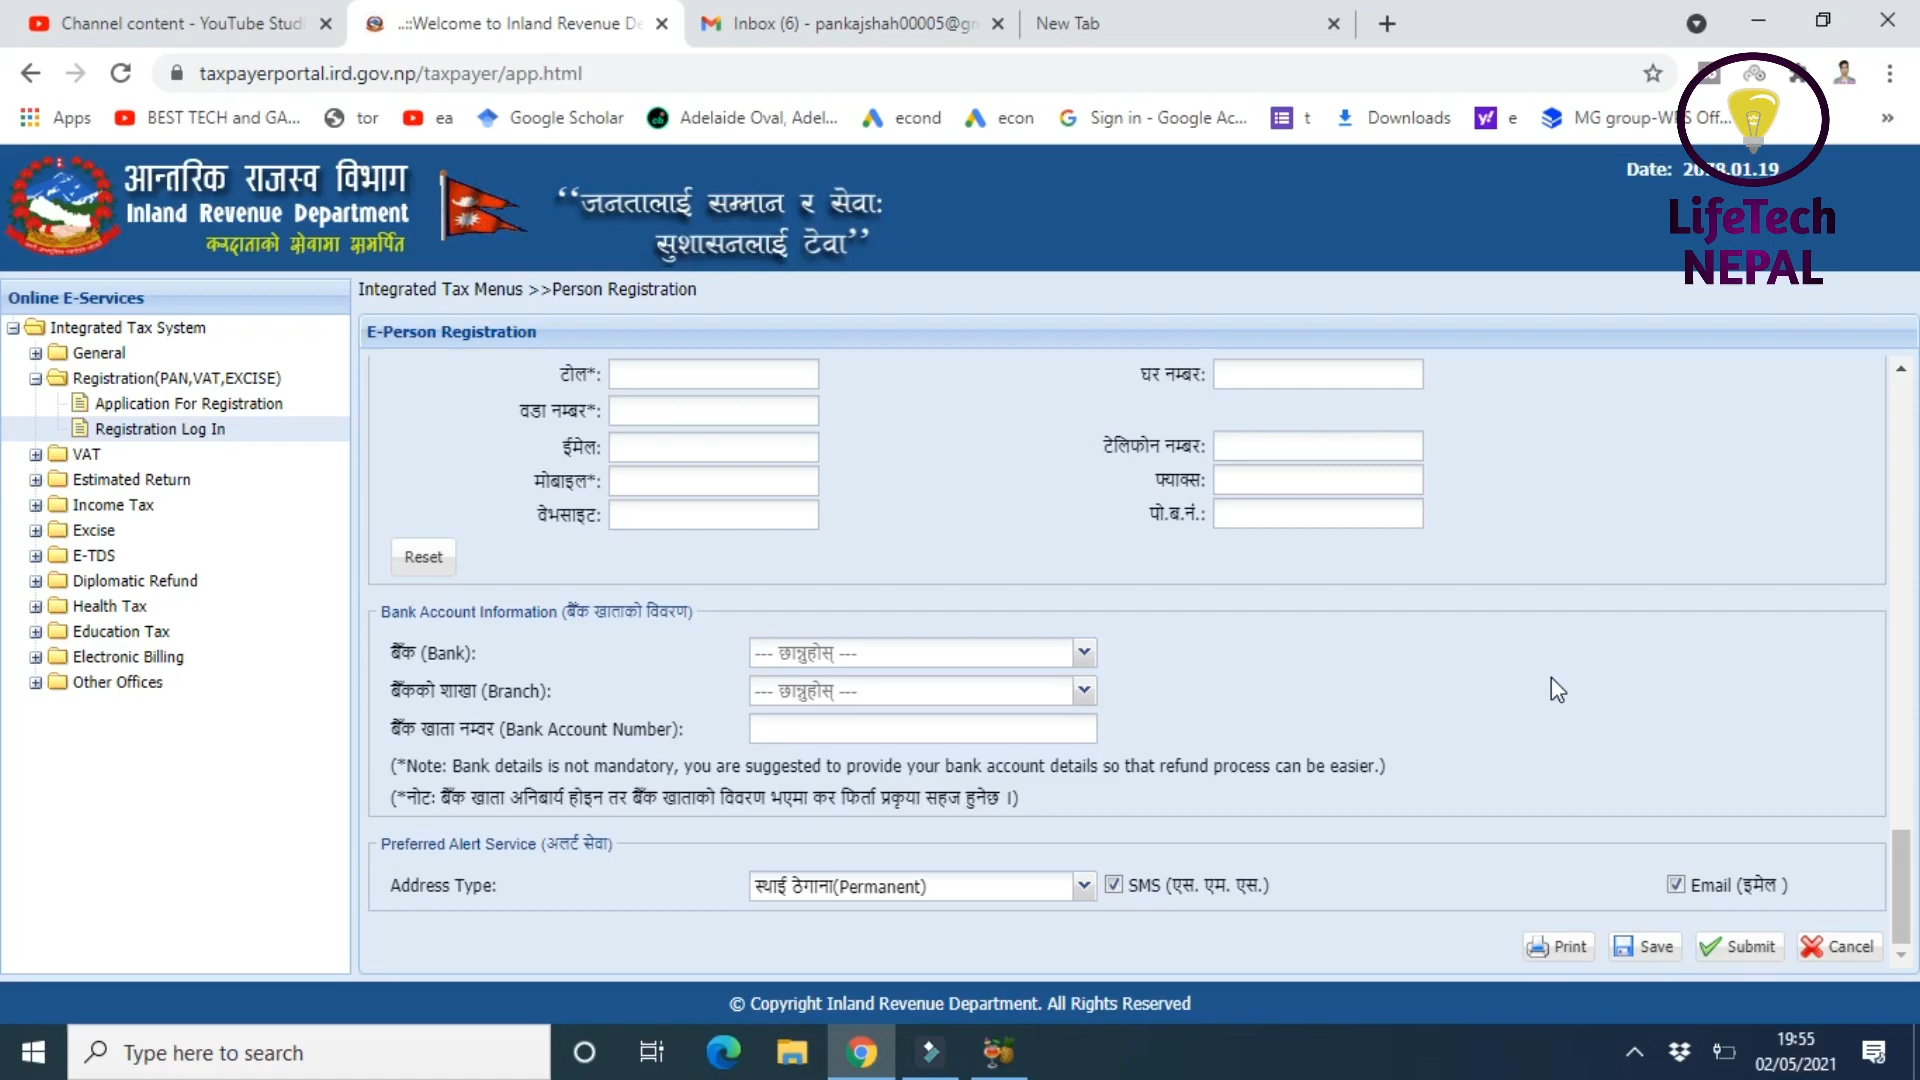 Channel content - YouTube Stud
..::Welcome to Inland Revenue De
Inbox (6) - pankajshah00005@gm
New Tab
taxpayerportal.ird.gov.np/taxpayer/app.html
Apps
BEST TECH and GA...
tor
ea
Google Scholar
Adelaide Oval, Adel...
econd
econ
Sign in - Google Ac...
t
Downloads
e
MG group-WES Off...
आन्तरिक राजस्व विभाग
Inland Revenue Department
करदाताको सेवामा समर्पित
“जनतालाई सम्मान र सेवा:
सुशासनलाई टेवा”
Date: 2078.01.19
LifeTech
NEPAL
Online E-Services
Integrated Tax System
General
Registration(PAN,VAT,EXCISE)
Application For Registration
Registration Log In
VAT
Estimated Return
Income Tax
Excise
E-TDS
Diplomatic Refund
Health Tax
Education Tax
Electronic Billing
Other Offices
Integrated Tax Menus >>Person Registration
E-Person Registration
टोल*:
घर नम्बर:
वडा नम्बर*:
ईमेल:
टेलिफोन नम्बर:
मोबाइल*:
फ्याक्स:
वेभसाइट:
पो.ब.नं.:
Reset
Bank Account Information (बैँक खाताको विवरण)
बैँक (Bank):
--- छान्नुहोस् ---
बैँकको शाखा (Branch):
--- छान्नुहोस् ---
बैँक खाता नम्वर (Bank Account Number):
(*Note: Bank details is not mandatory, you are suggested to provide your bank account details so that refund process can be easier.)
(*नोटः बैँक खाता अनिबार्य होइन तर बैँक खाताको विवरण भएमा कर फिर्ता प्रकृया सहज हुनेछ ।)
Preferred Alert Service (अलर्ट सेवा)
Address Type:
स्थाई ठेगाना(Permanent)
SMS (एस. एम. एस.)
Email (इमेल )
Print
Save
Submit
Cancel
© Copyright Inland Revenue Department. All Rights Reserved
Type here to search
19:55
02/05/2021